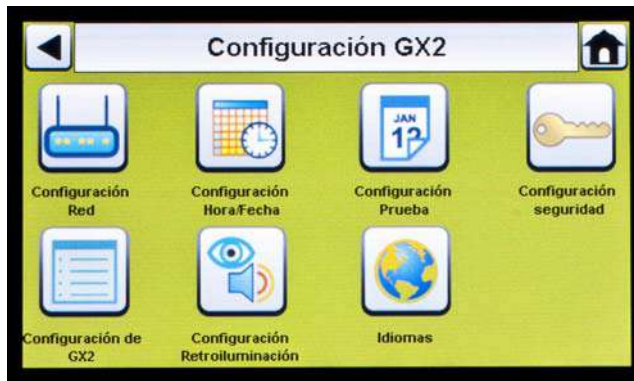 Configuración GX2
JAN
12
Configuración
Red
Configuración
Hora/Fecha
Configuración
Prueba
Configuración
seguridad
Configuración de
GX2
Configuración
Retroiluminación
Idiomas